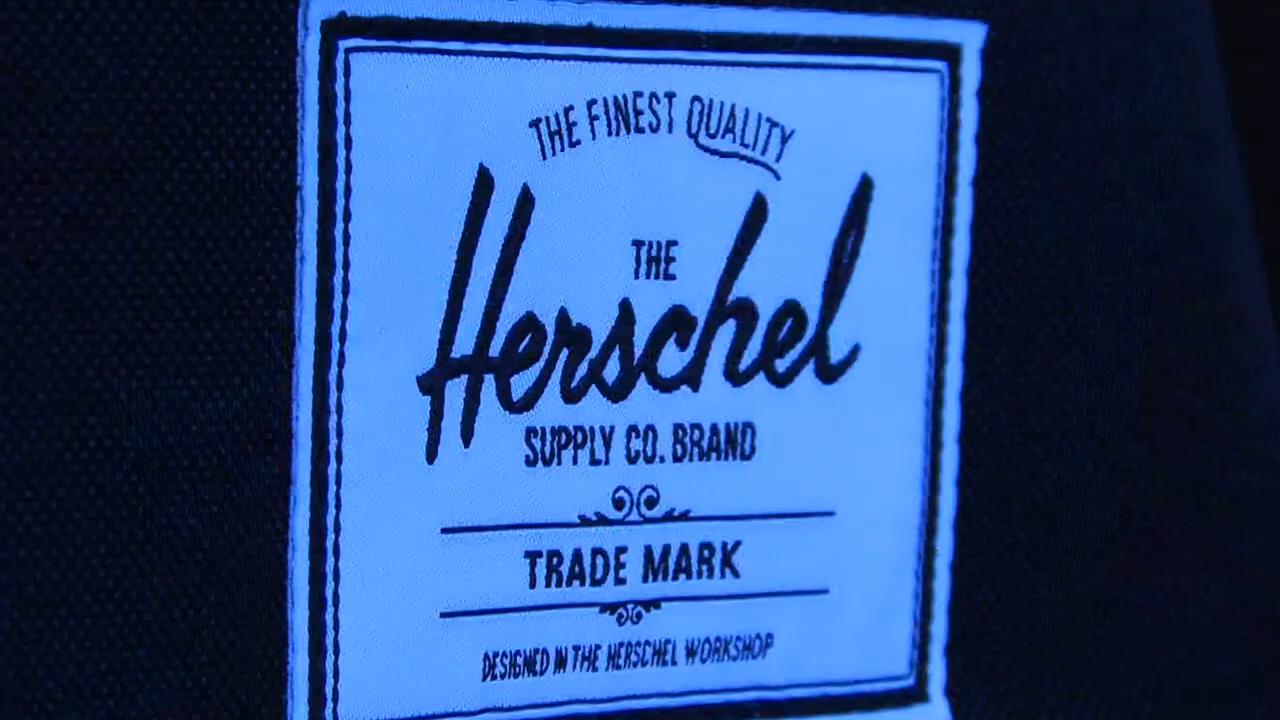 THE FINEST QUALITY
THE
Herschel
SUPPLY CO. BRAND
TRADE MARK
DESIGNED IN THE HERSCHEL WORKSHOP